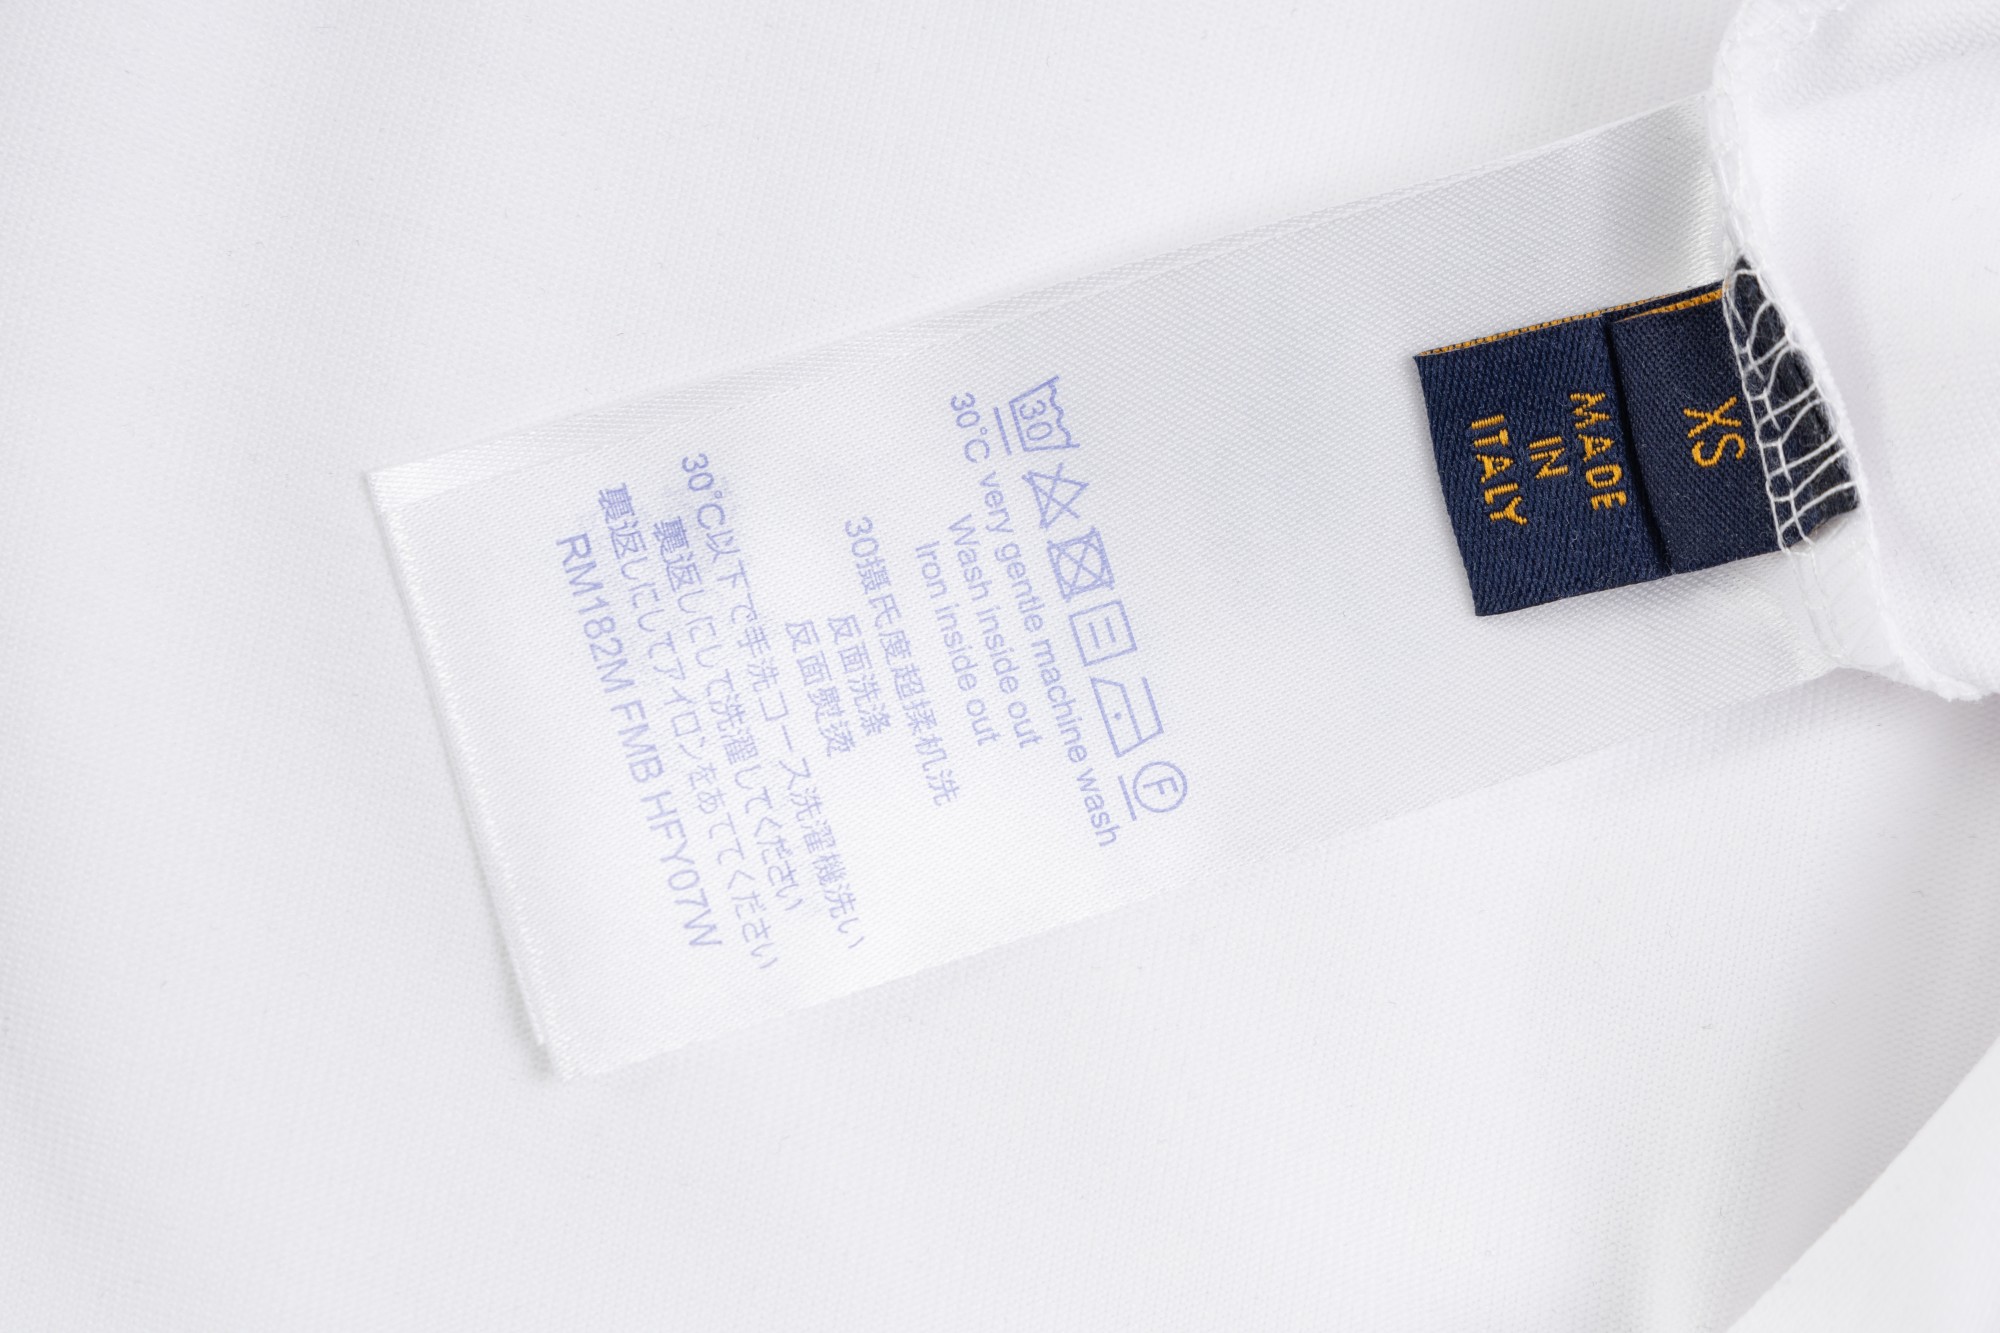 XS
MADE
IN
ITALY
30
F
30°C very gentle machine wash
Wash inside out
Iron inside out
30摄氏度超揉机洗
反面洗涤
反面熨烫
30℃以下で手洗コース洗濯機洗い
裏返しにして洗濯してください
裏返しにしてアイロンをあててください
RM182M FMB HFY07W